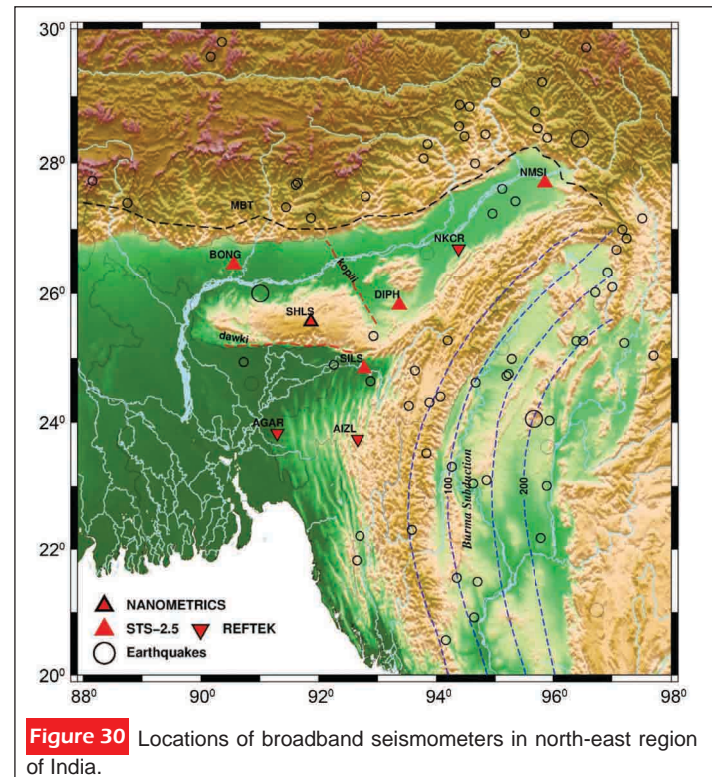 30⁰
28⁰
26⁰
24⁰
22⁰
20⁰
88⁰ 90⁰ 92⁰ 94⁰ 96⁰ 98⁰
MBT
NMSI
BONG
NKCR
kopili
DIPH
SHLS
dawki
SILS
AGAR
AIZL
100
200
Burma Subduction
NANOMETRICS
STS-2.5 REFTEK
Earthquakes
Figure 30 Locations of broadband seismometers in north-east region
of India.